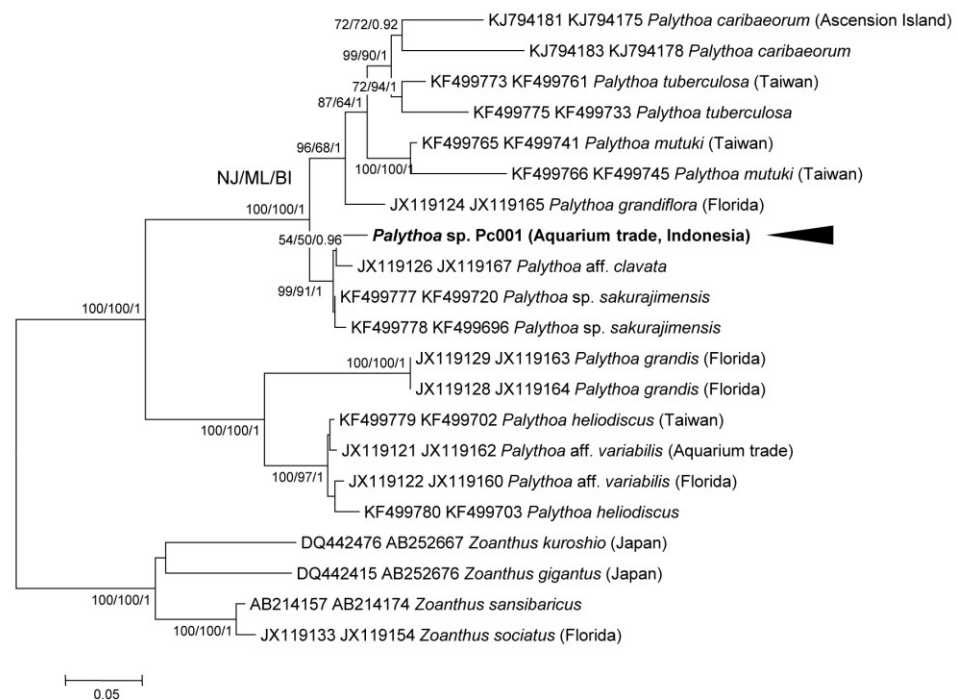 72/72/0.92
KJ794181 KJ794175 Palythoa caribaeorum (Ascension Island)
99/90/1
KJ794183 KJ794178 Palythoa caribaeorum
72/94/1
KF499773 KF499761 Palythoa tuberculosa (Taiwan)
87/64/1
KF499775 KF499733 Palythoa tuberculosa
96/68/1
KF499765 KF499741 Palythoa mutuki (Taiwan)
100/100/1
KF499766 KF499745 Palythoa mutuki (Taiwan)
NJ/ML/BI
100/100/1
JX119124 JX119165 Palythoa grandiflora (Florida)
54/50/0.96
Palythoa sp. Pc001 (Aquarium trade, Indonesia)
JX119126 JX119167 Palythoa aff. clavata
99/91/1
KF499777 KF499720 Palythoa sp. sakurajimensis
100/100/1
KF499778 KF499696 Palythoa sp. sakurajimensis
100/100/1
JX119129 JX119163 Palythoa grandis (Florida)
JX119128 JX119164 Palythoa grandis (Florida)
100/100/1
KF499779 KF499702 Palythoa heliodiscus (Taiwan)
JX119121 JX119162 Palythoa aff. variabilis (Aquarium trade)
100/97/1
JX119122 JX119160 Palythoa aff. variabilis (Florida)
KF499780 KF499703 Palythoa heliodiscus
DQ442476 AB252667 Zoanthus kuroshio (Japan)
DQ442415 AB252676 Zoanthus gigantus (Japan)
100/100/1
AB214157 AB214174 Zoanthus sansibaricus
100/100/1
JX119133 JX119154 Zoanthus sociatus (Florida)
0.05